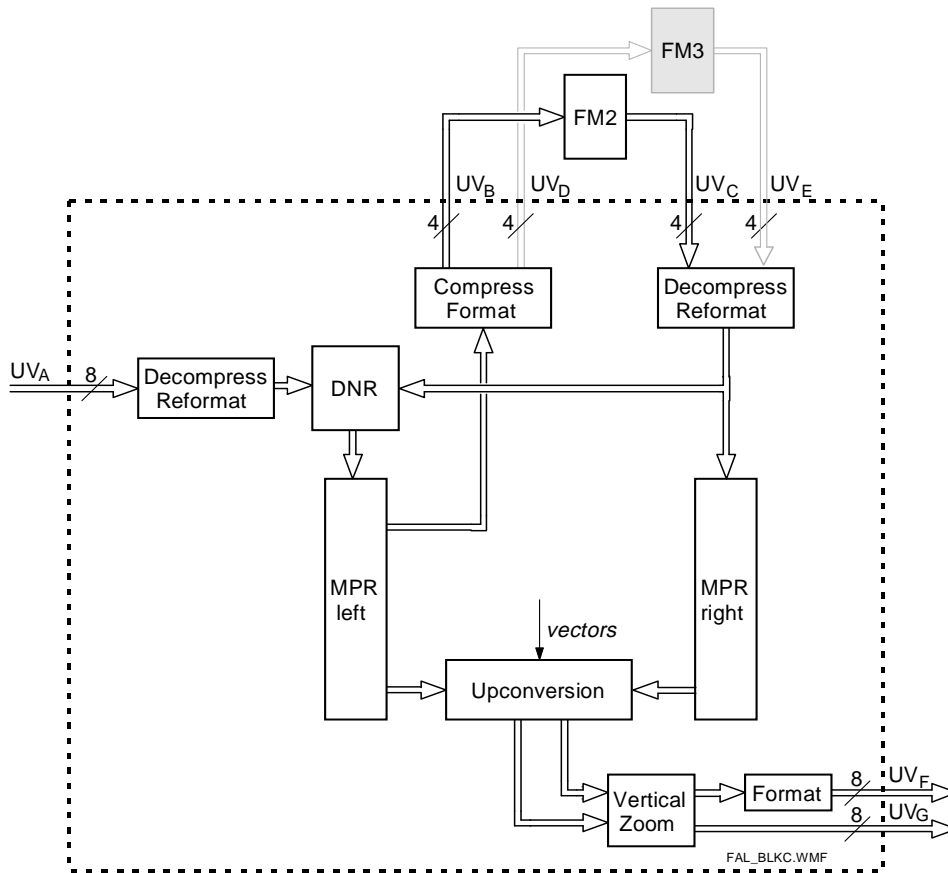 FM3
FM2
UVB
UVD
UVC
UVE
4
4
4
4
Compress
Format
Decompress
Reformat
UVA
8
Decompress
Reformat
DNR
MPR
left
MPR
right
vectors
Upconversion
Vertical
Zoom
Format
8
UVF
8
UVG
FAL_BLKC.WMF